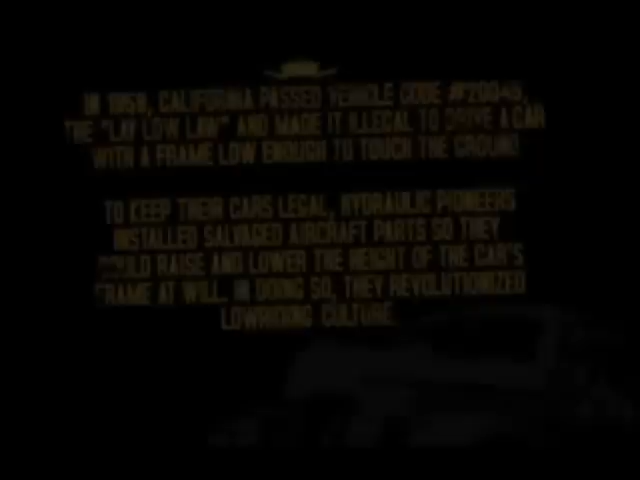 IN 1959, CALIFORNIA PASSED VEHICLE CODE
THE "LAY LOW LAW" AND MADE IT ILLEGAL TO DRIVE A CAR
WITH A FRAME LOW ENOUGH TO TOUCH THE GROUND
TO KEEP THEIR CARS LEGAL, HYDRAULIC PIONEERS
INSTALLED SALVAGED AIRCRAFT PARTS SO THEY
COULD RAISE AND LOWER THE HEIGHT OF THE CAR'S
FRAME AT WILL. IN DOING SO, THEY REVOLUTIONIZED
LOWRIDING CULTURE